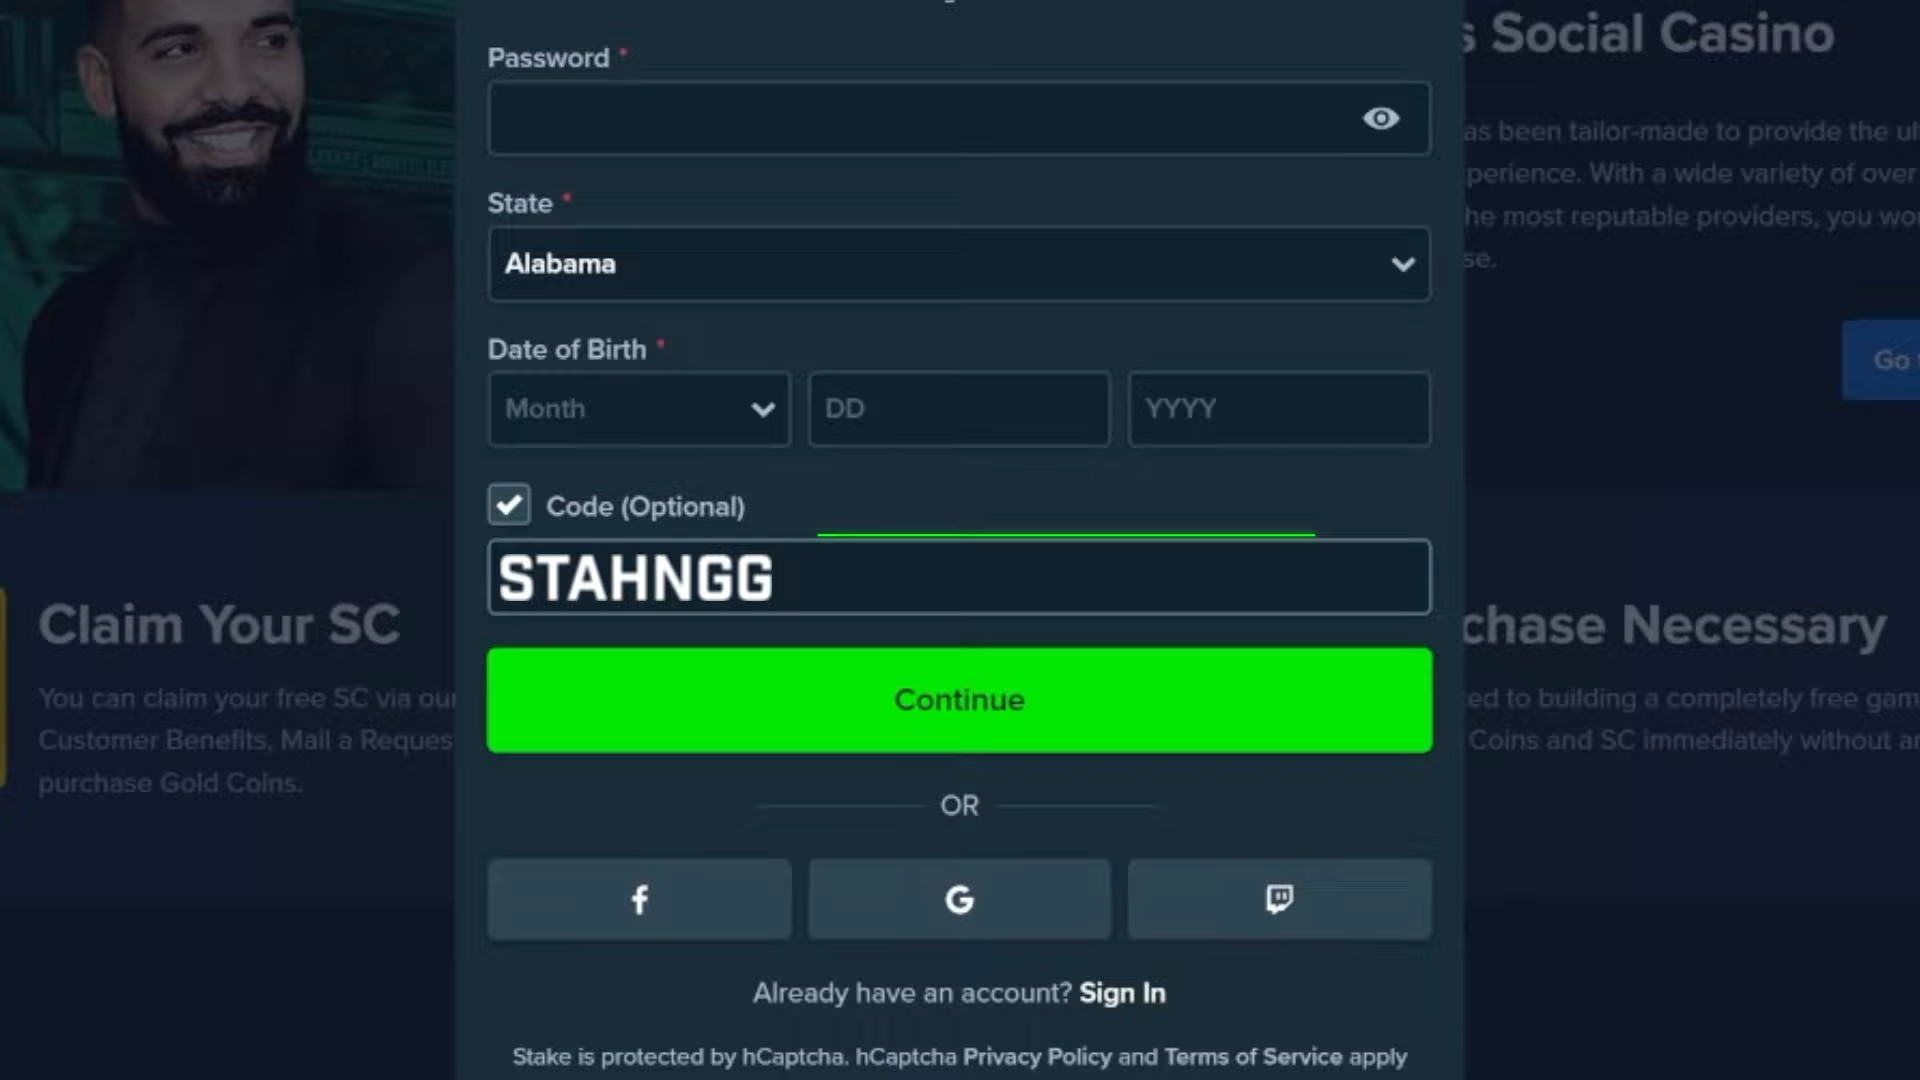 Password *
s Social Casino
as been tailor-made to provide the ul
perience. With a wide variety of over
he most reputable providers, you wo
se.
State *
Alabama
Date of Birth *
Month
DD
YYYY
Go
Code (Optional)
STAHNGG
Claim Your SC
You can claim your free SC via our
Customer Benefits, Mail a Reques
purchase Gold Coins.
chase Necessary
ed to building a completely free gam
Coins and SC immediately without an
Continue
OR
f
G
Already have an account? Sign In
Stake is protected by hCaptcha. hCaptcha Privacy Policy and Terms of Service apply